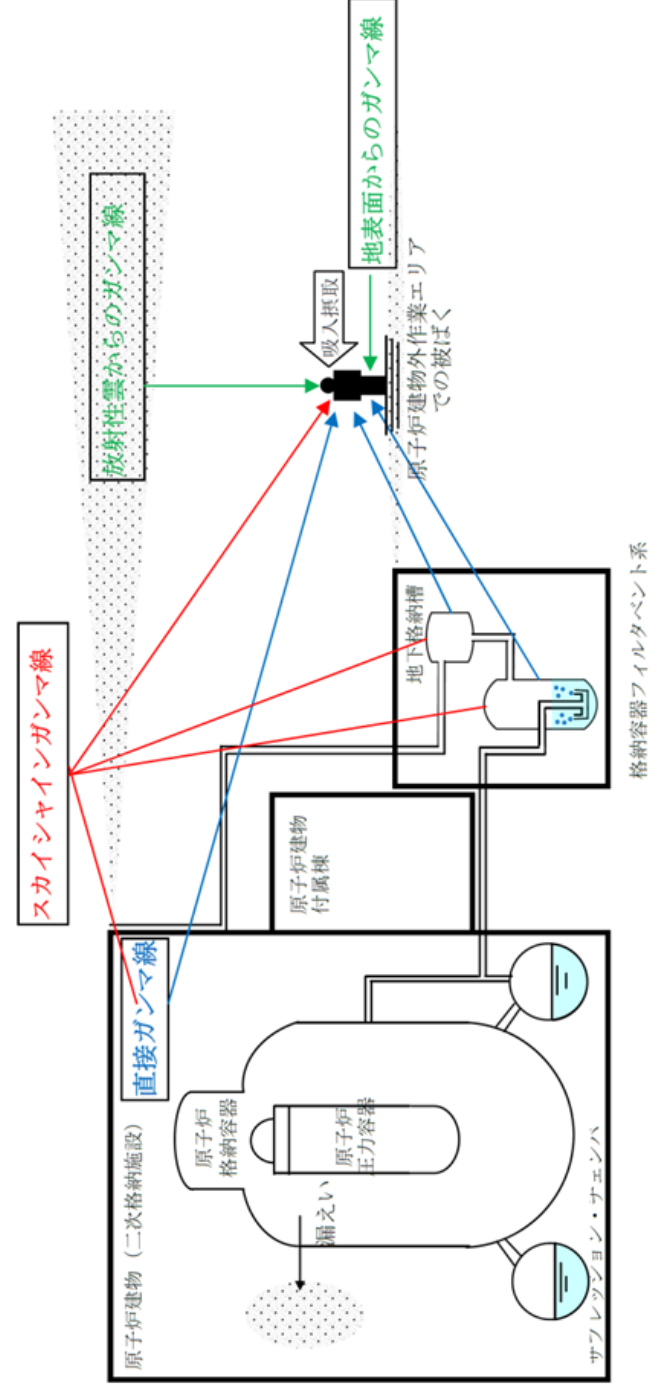 スカイシャインガンマ線
放射性雲からのガンマ線
直接ガンマ線
原子炉建物（二次格納施設）
原子炉
格納容器
原子炉
圧力容器
漏えい
サプレッション・チェンバ
原子炉建物
付属棟
地下格納槽
格納容器フィルタベント系
吸入摂取
地表面からのガンマ線
原子炉建物外作業エリア
での被ばく